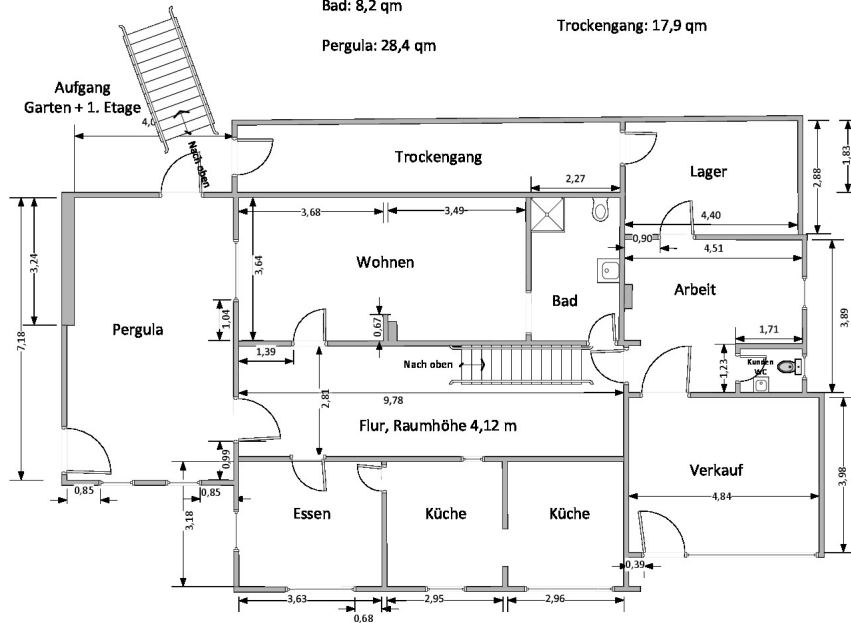 Bad: 8,2 qm
Trockengang: 17,9 qm
Pergula: 28,4 qm
Aufgang
Garten + 1. Etage
Nach oben
Trockengang
Lager
2,27
2,88
1,83
4,40
3,68
3,49
0,90
4,51
3,24
3,64
Wohnen
Arbeit
Bad
3,89
7,18
Pergula
1,04
0,67
1,71
1,39
Nach oben
1,23
Kunden
WC
2,81
9,78
Flur, Raumhöhe 4,12 m
0,99
Verkauf
3,98
4,84
0,85
0,85
3,18
Essen
Küche
Küche
0,39
3,63
2,95
2,96
0,68